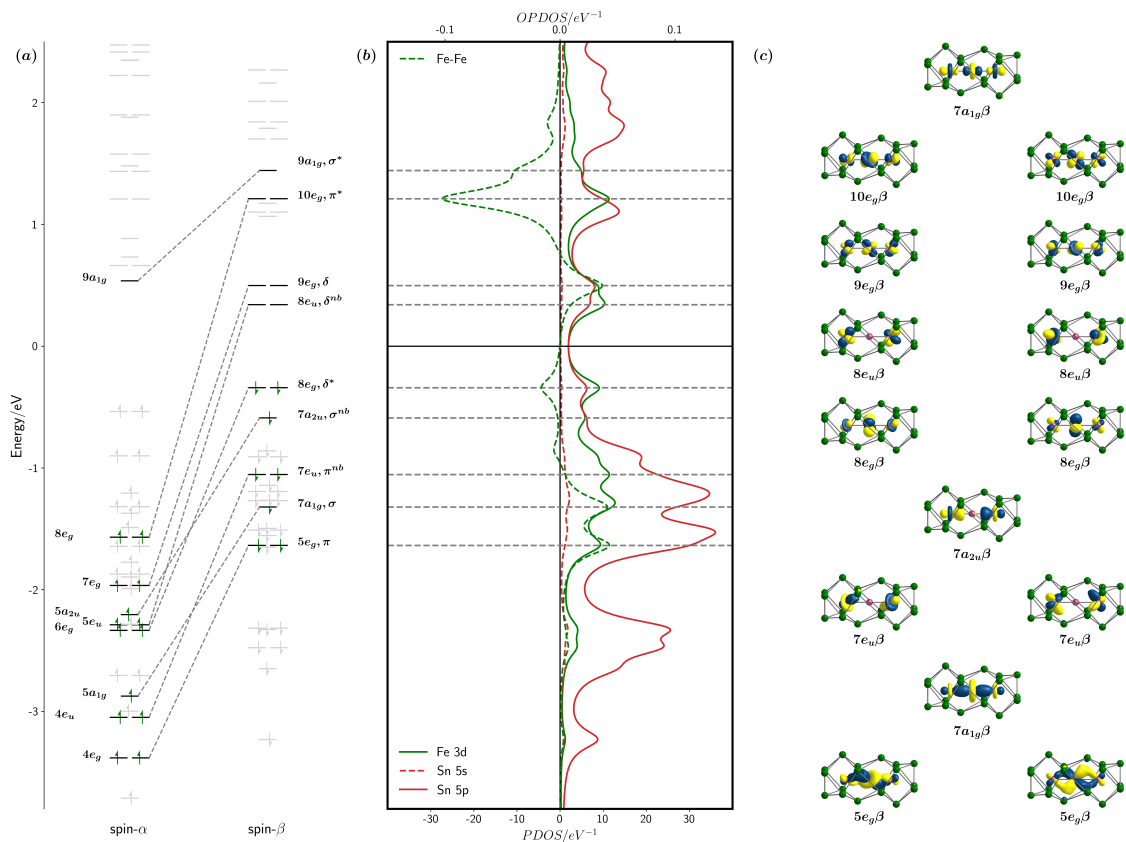 (a)
Energy/eV
2
1
0
-1
-2
-3
9a1g
8eg
7eg
5a2u
5eu
6eg
5a1g
4eu
4eg
9a1g, σ*
10eg, π*
9eg, δ
8eu, δ^nb
8eg, δ*
7a2u, σ^nb
7eu, π^nb
7a1g, σ
5eg, π
spin-α
spin-β
(b)
OPDOS/eV⁻¹
-0.1
0.0
0.1
Fe-Fe
Fe 3d
Sn 5s
Sn 5p
-30
-20
-10
0
10
20
30
PDOS/eV⁻¹
(c)
7a1gβ
10egβ
10egβ
9egβ
9egβ
8euβ
8euβ
8egβ
8egβ
7a2uβ
7euβ
7euβ
7a1gβ
5egβ
5egβ